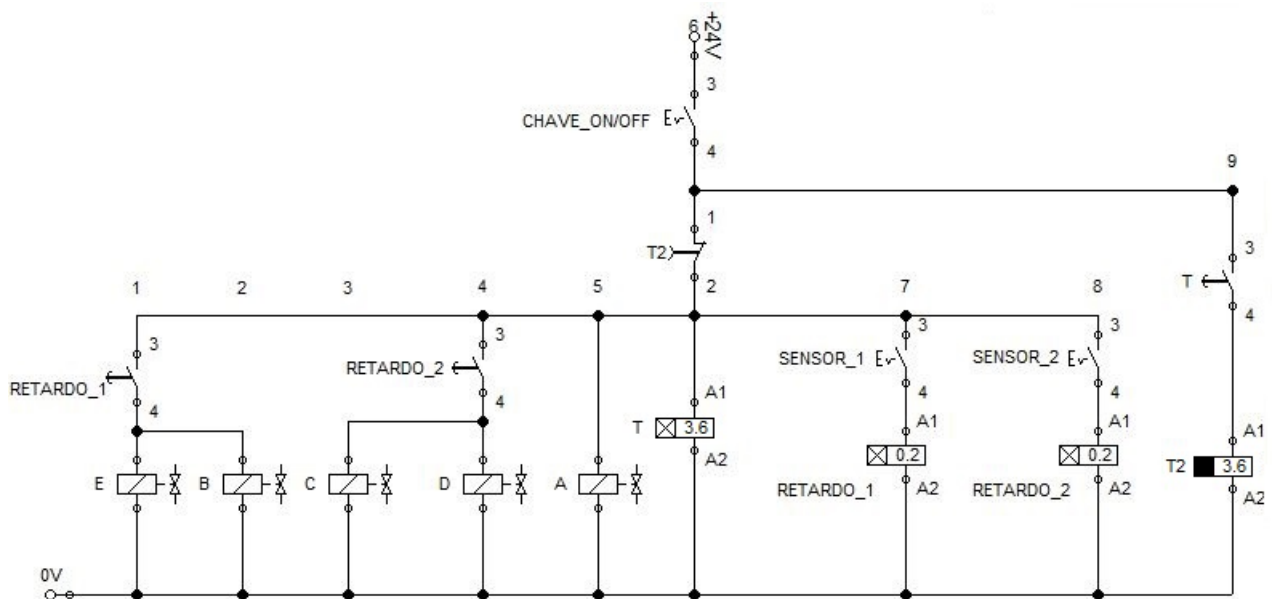 6
+24V
3
CHAVE_ON/OFF
4
9
1
T2
2
3
T
4
1
2
3
4
5
7
8
3
RETARDO_1
4
3
RETARDO_2
4
3
SENSOR_1
4
3
SENSOR_2
4
A1
T
3.6
A2
A1
0.2
RETARDO_1
A2
A1
0.2
RETARDO_2
A2
A1
T2
3.6
A2
E
B
C
D
A
0V